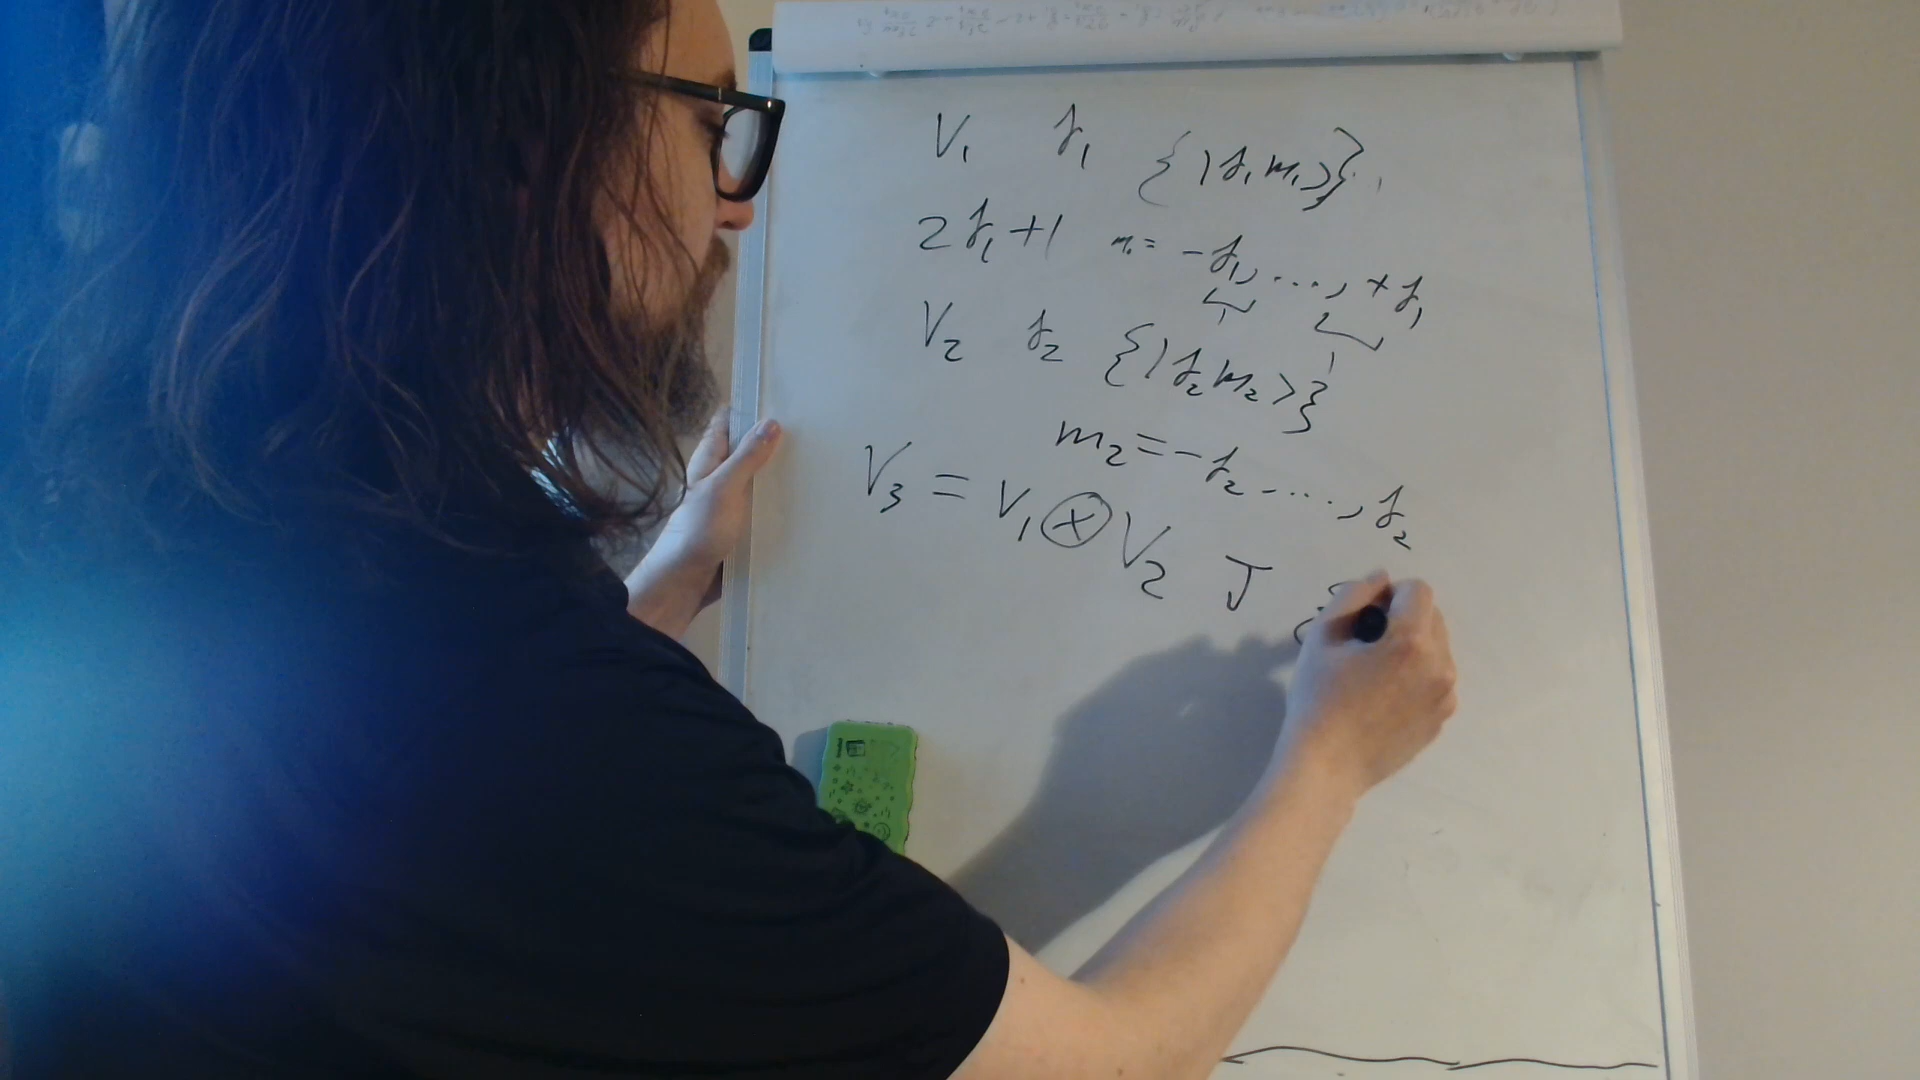 V₁ j₁ {|j₁m₁⟩}
2j₁+1 m₁= -j₁, ..., +j₁
V₂ j₂ {|j₂m₂⟩}
m₂=-j₂ ...., j₂
V₃ = V₁⊗V₂ J {